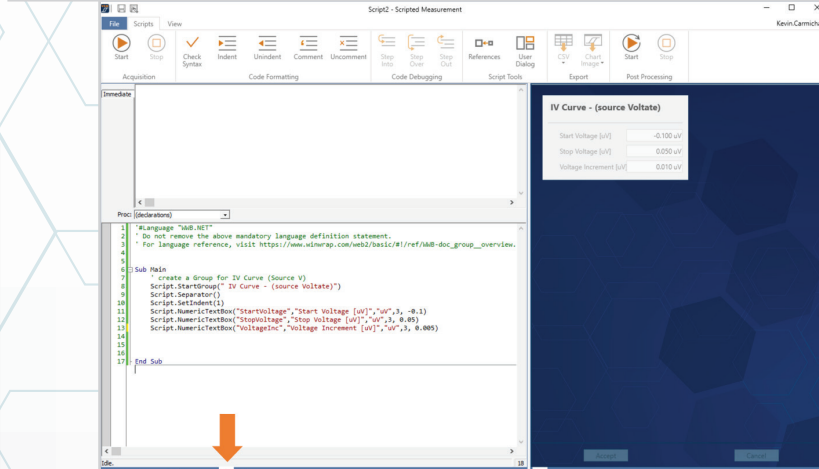 Script2 - Scripted Measurement
File Scripts View
Kevin.Carmicha
Start Stop Check Syntax Indent Unindent Comment Uncomment Step Into Step Over Step Out References User Dialog CSV Chart Image Start Stop
Acquisition Code Formatting Code Debugging Script Tools Export Post Processing
Immediate
IV Curve - (source Voltate)
Start Voltage [uV] -0.100 uV
Stop Voltage [uV] 0.050 uV
Voltage Increment [uV] 0.010 uV
Proc: (declarations)
1 '#Language "WWB.NET"
2 ' Do not remove the above mandatory language definition statement.
3 ' For language reference, visit https://www.winwrap.com/web2/basic/#!/ref/WWB-doc_group__overview.
4
5
6 Sub Main
7 ' create a Group for IV Curve (Source V)
8 Script.StartGroup(" IV Curve - (source Voltate)")
9 Script.Separator()
10 Script.SetIndent(1)
11 Script.NumericTextBox("StartVoltage","Start Voltage [uV]","uV",3, -0.1)
12 Script.NumericTextBox("StopVoltage","Stop Voltage [uV]","uV",3, 0.05)
13 Script.NumericTextBox("VoltageInc","Voltage Increment [uV]","uV",3, 0.005)
14
15
16
17 End Sub
Accept Cancel
Idle. 18